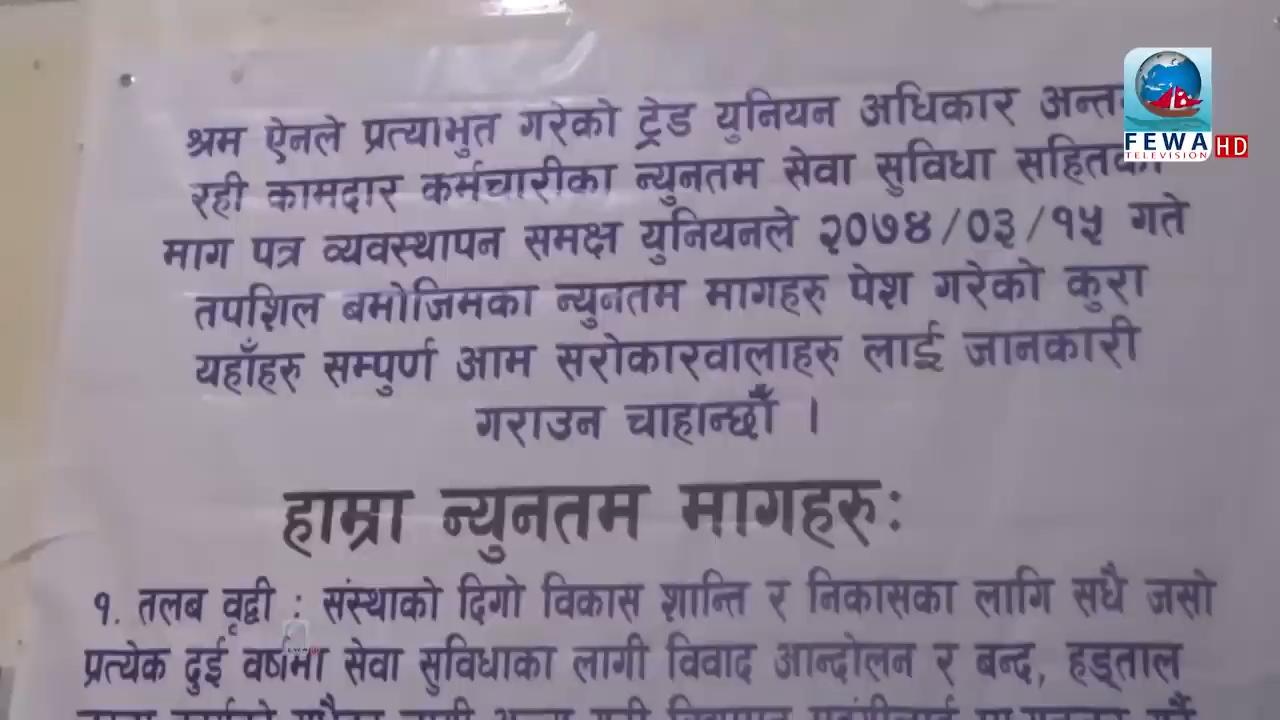 श्रम ऐनले प्रत्याभुत गरेको ट्रेड युनियन अधिकार
रही कामदार कर्मचारीका न्युनतम सेवा सुविधा
माग पत्र व्यवस्थापन समक्ष युनियनले २०७४/०३/१५ गते
तपशिल बमोजिमका न्युनतम मागहरु पेश गरेको कुरा
यहाँहरु सम्पुर्ण आम सरोकारवालाहरु लाई जानकारी
गराउन चाहान्छौँ ।
हाम्रा न्युनतम मागहरु:
१. तलब वृद्वी : संस्थाको दिगो विकास शान्ति र निकासका लागि सधै जसो
प्रत्येक दुई वर्षमा सेवा सुविधाका लागी विवाद आन्दोलन र बन्द, हड्ताल
FEWA
TELEVISION
HD